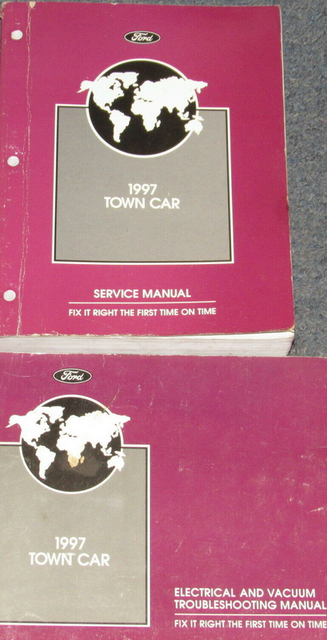 Ford
1997
TOWN CAR
SERVICE MANUAL
FIX IT RIGHT THE FIRST TIME ON TIME
Ford
1997
TOWN CAR
ELECTRICAL AND VACUUM
TROUBLESHOOTING MANUAL
FIX IT RIGHT THE FIRST TIME ON TIME